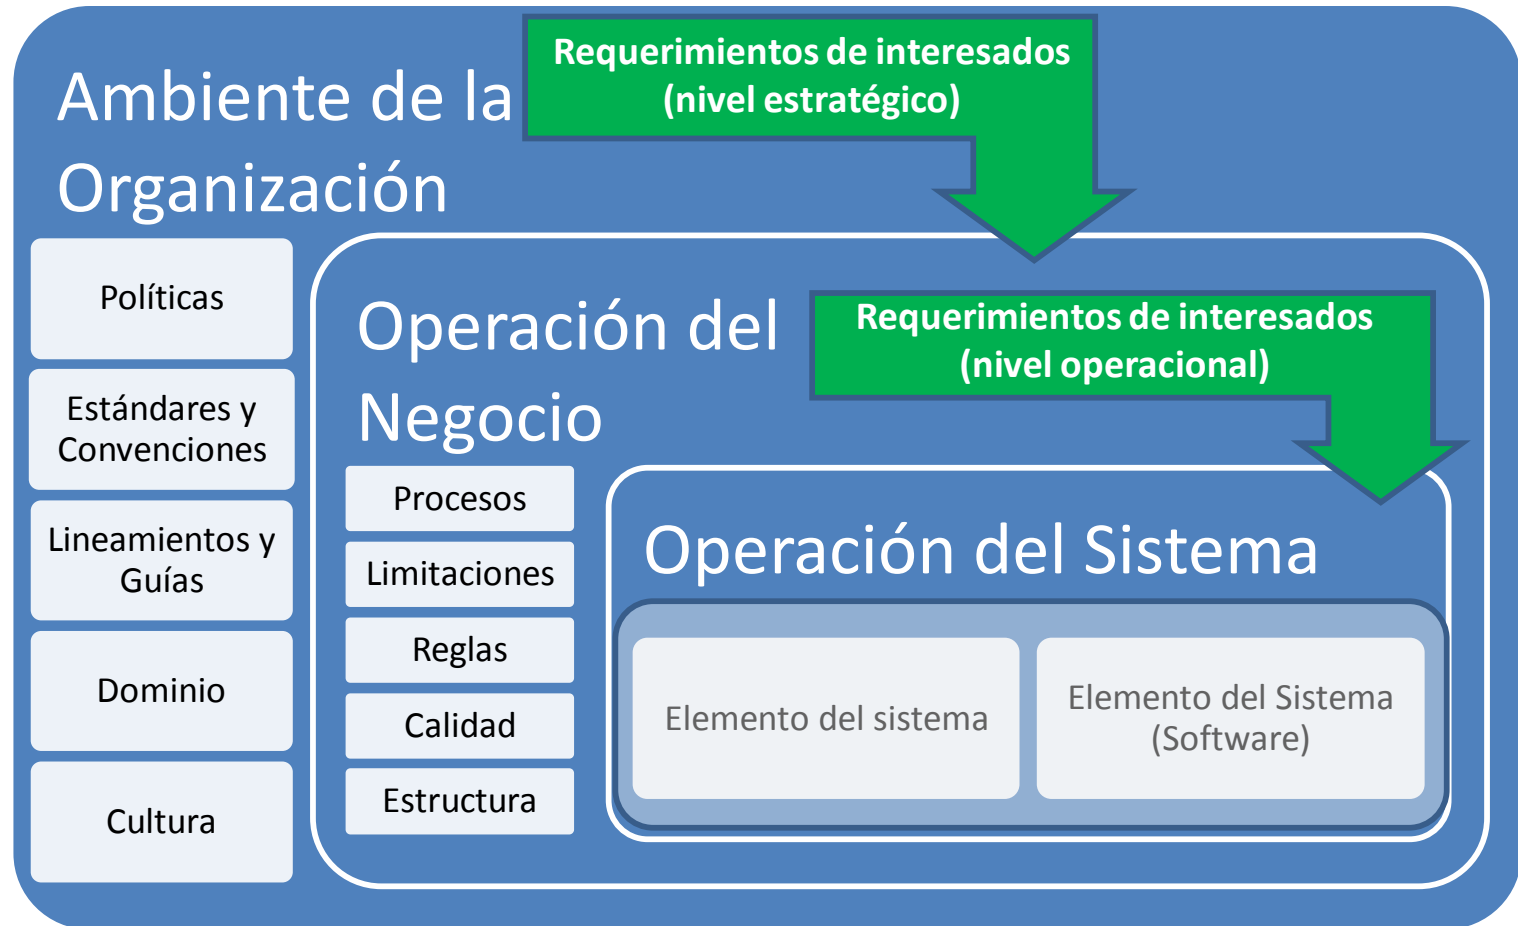 Ambiente de la
Organización
Requerimientos de interesados
(nivel estratégico)
Políticas
Estándares y
Convenciones
Lineamientos y
Guías
Dominio
Cultura
Operación del
Negocio
Requerimientos de interesados
(nivel operacional)
Procesos
Limitaciones
Reglas
Calidad
Estructura
Operación del Sistema
Elemento del sistema
Elemento del Sistema
(Software)